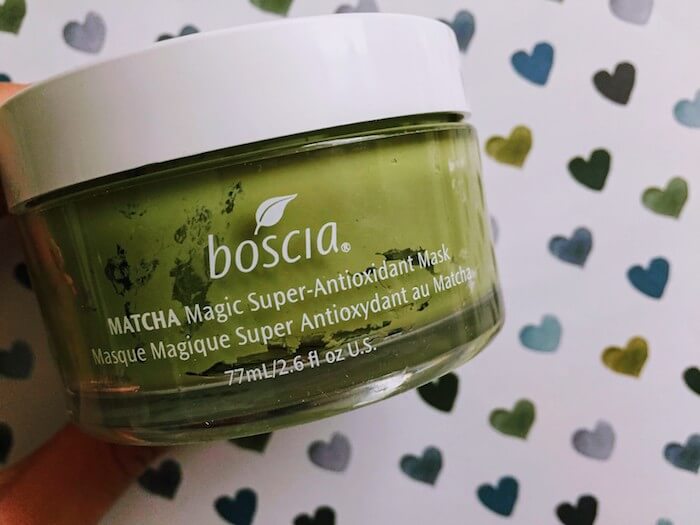 boscia®
MATCHA Magic Super-Antioxidant Mask
Masque Magique Super Antioxydant au Matcha
77mL/2.6 fl oz U.S.